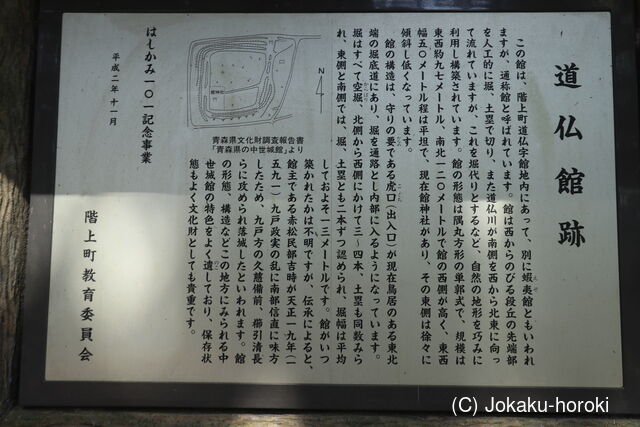 道仏館跡
この館は、階上町道仏字館地内にあって、別に蝦夷館ともいわれ
ますが、通称館と呼ばれています。館は西からのびる段丘の先端部
を人工的に堀、土塁で切り、また道仏川が南側を西から北東に向っ
て流れていますが、これを堀代りとするなど、自然の地形を巧みに
利用し構築されています。館の形態は隅丸方形の単郭式で、規模は
東西約九七メートル、南北一二〇メートルで館の西側が高く、東西
幅五〇メートル程は平坦で、現在館神社があり、その東側は徐々に
傾斜し低くなっています。
館の構造は、守りの要である虎口(出入口)が現在鳥居のある東北
端の堀底道にあり、堀を通路とし内部に入るようになっています。
堀はすべて空堀、北側から西側にかけて三〜四本、土塁も同数みら
れ、東側と南側では、堀、土塁とも二本ずつ認められ、堀幅は平均
しておよそ一三メートルです。館がいつ
築かれたかは不明ですが、伝承によると、
館主である赤松民部吉時が天正一九年(一
五九一)九戸政実の乱に南部信直に味方
したため、九戸方の久慈備前、櫛引清長
らに攻められ落城したといわれます。館
の形態、構造などこの地方にみられる中
世城館の特色をよく遺しており、保存状
態もよく文化財としても貴重です。
N
青森県文化財調査報告書
「青森県の中世城館」より
はしかみ一〇一記念事業
平成二年十一月
階上町教育委員会
(C) Jokaku-horoki